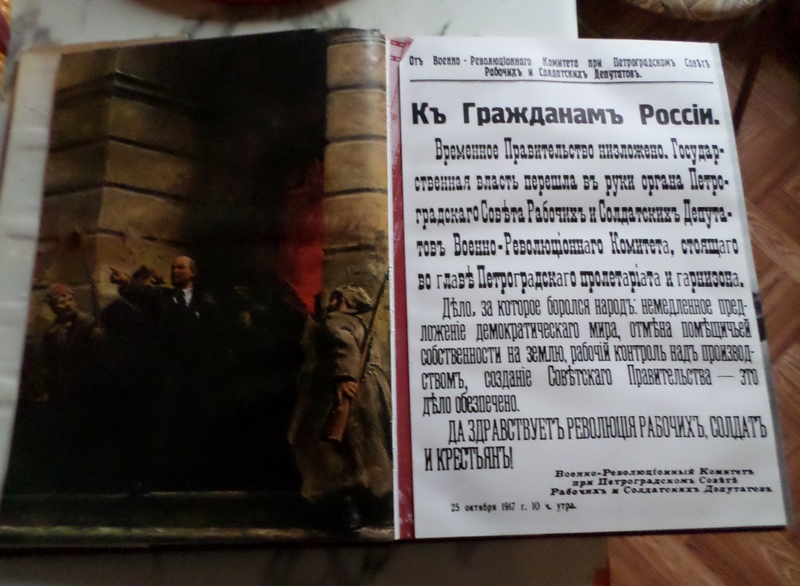 Отъ Военно-Революціоннаго Комитета при Петроградскомъ Совѣтѣ
Рабочихъ и Солдатскихъ Депутатовъ.
Къ Гражданамъ Россіи.
Временное Правительство низложено. Государ-
ственная власть перешла въ руки органа Петро-
градскаго Совѣта Рабочихъ и Солдатскихъ Депута-
товъ Военно-Революціоннаго Комитета, стоящаго
во главѣ Петроградскаго пролетаріата и гарнизона.
Дѣло, за которое боролся народъ: немедленное пред-
ложеніе демократическаго мира, отмѣна помѣщичьей
собственности на землю, рабочій контроль надъ производ-
ствомъ, созданіе Совѣтскаго Правительства — это
дѣло обезпечено.
ДА ЗДРАВСТВУЕТЪ РЕВОЛЮЦІЯ РАБОЧИХЪ, СОЛДАТЪ
И КРЕСТЬЯНЪ!
Военно-Революціонный Комитетъ
при Петроградскомъ Совѣтѣ
Рабочихъ и Солдатскихъ Депутатовъ.
25 октября 1917 г. 10 ч. утра.